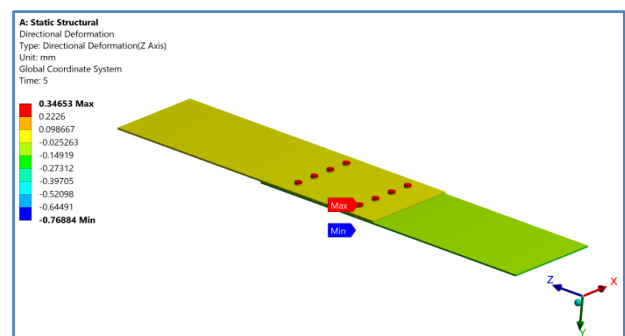 A: Static Structural
Directional Deformation
Type: Directional Deformation(Z Axis)
Unit: mm
Global Coordinate System
Time: 5
0.34653 Max
0.2226
0.098667
-0.025263
-0.14919
-0.27312
-0.39705
-0.52098
-0.64491
-0.76884 Min
Max
Min
Z
X
Y